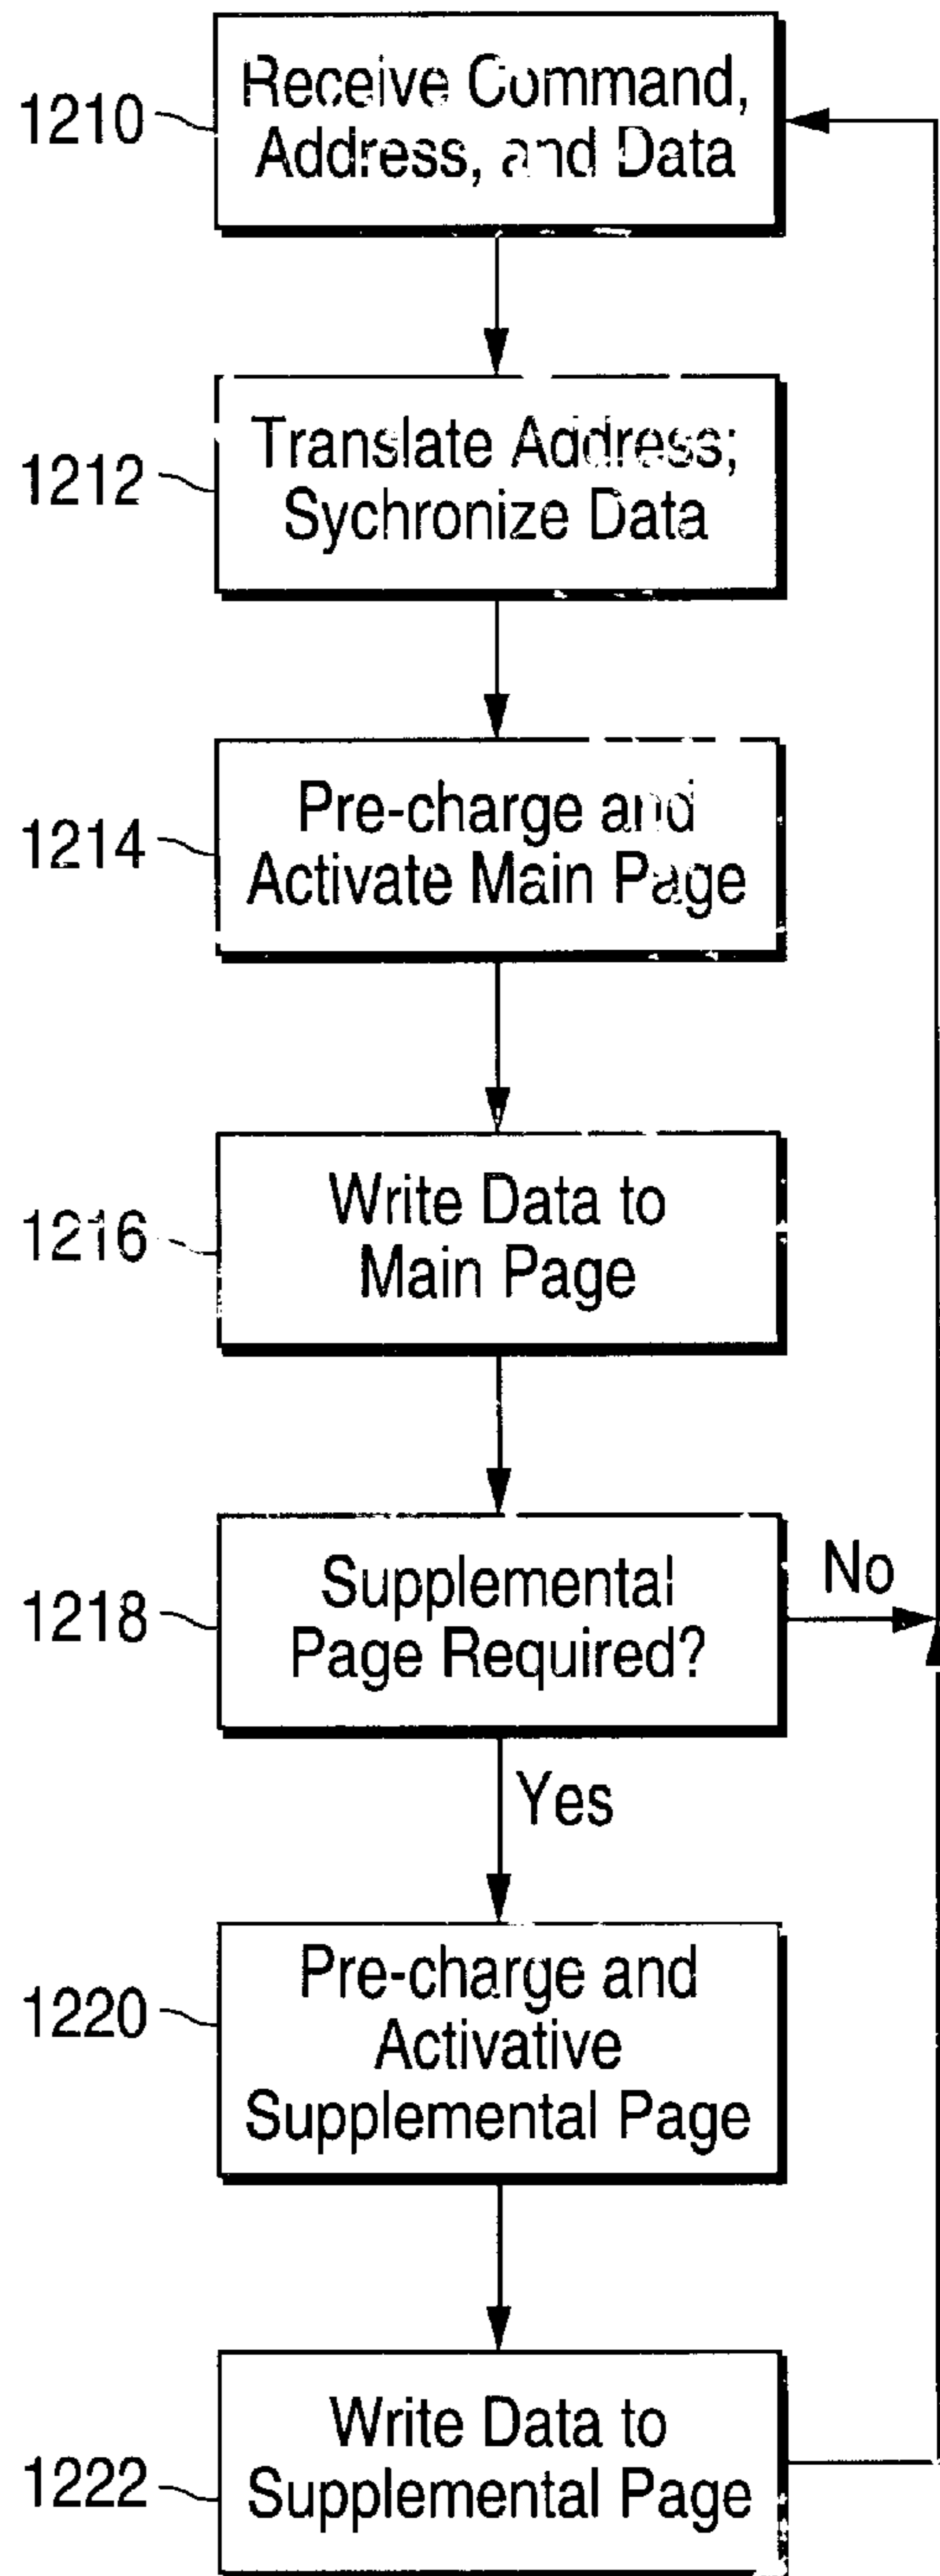 1210
Receive Command,
Address, and Data
1212
Translate Address;
Sychronize Data
1214
Pre-charge and
Activate Main Page
1216
Write Data to
Main Page
1218
Supplemental
Page Required?
No
Yes
1220
Pre-charge and
Activative
Supplemental Page
1222
Write Data to
Supplemental Page